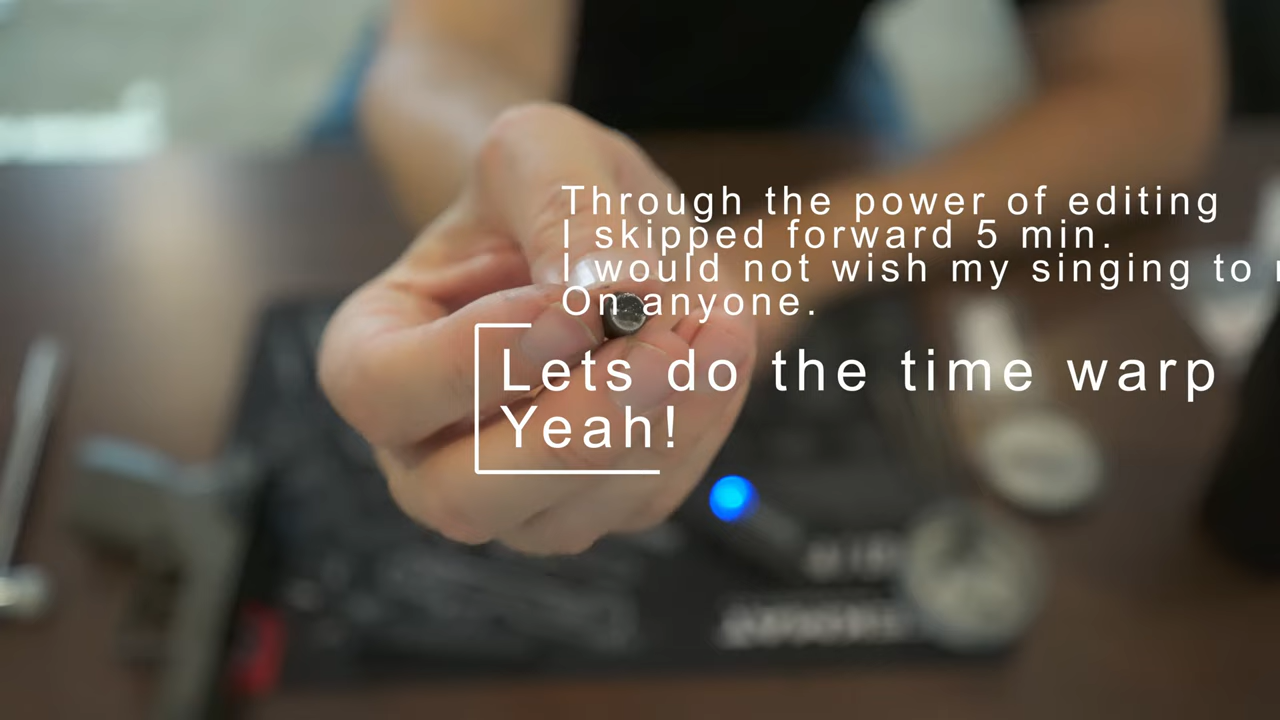 Through the power of editing
I skipped forward 5 min.
I would not wish my singing to
On anyone.
Lets do the time warp
Yeah!